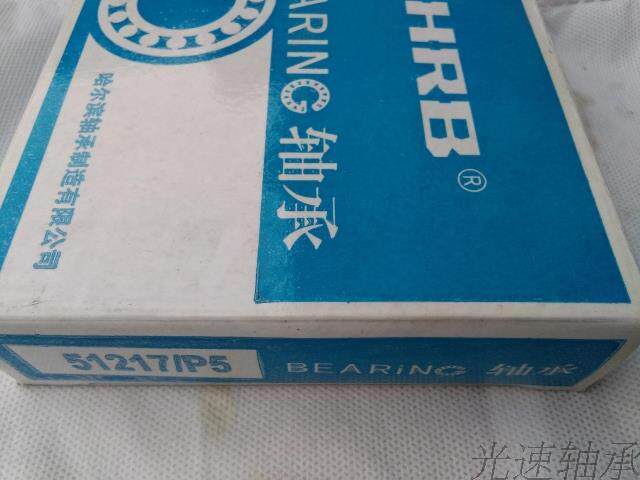 HRB®
BEARING 轴承
哈尔滨轴承制造有限公司
51217/P5 BEARiNG 轴承
光速轴承